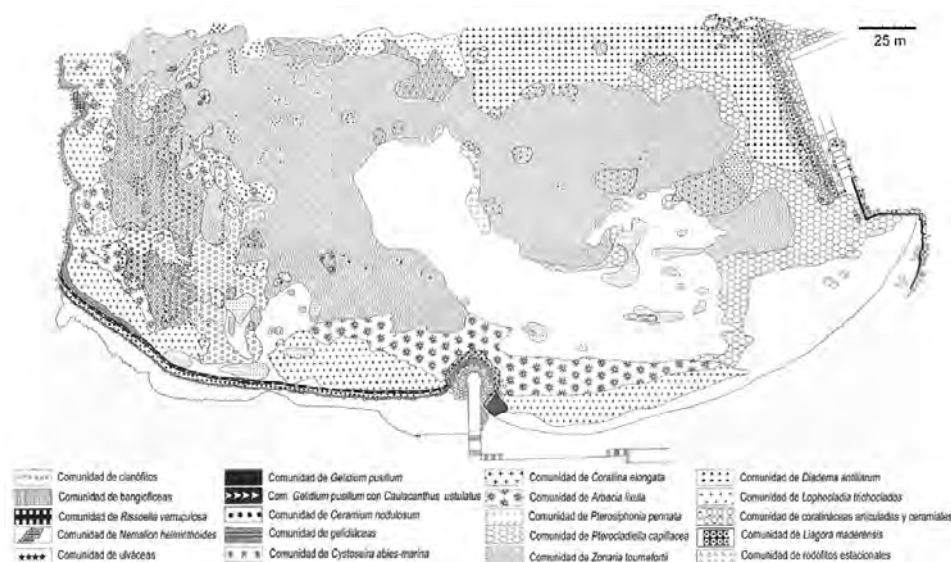 25 m
Comunidad de cianófitos
Comunidad de bangiofíceas
Comunidad de Rissoella verruculosa
Comunidad de Nemalion helminthoides
Comunidad de ulváceas
Comunidad de Gelidium pusillum
Com. Gelidium pusillum con Caulacanthus ustulatus
Comunidad de Ceramium nodulosum
Comunidad de gelidiáceas
Comunidad de Cystoseira abies-marina
Comunidad de Corallina elongata
Comunidad de Arbacia lixula
Comunidad de Pterosiphonia pennata
Comunidad de Pterocladiella capillacea
Comunidad de Zonaria tournefortii
Comunidad de Diadema antillarum
Comunidad de Lophocladia trichoclados
Comunidad de coralináceas articuladas y ceramiales
Comunidad de Liagora maderensis
Comunidad de rodófitos estacionales